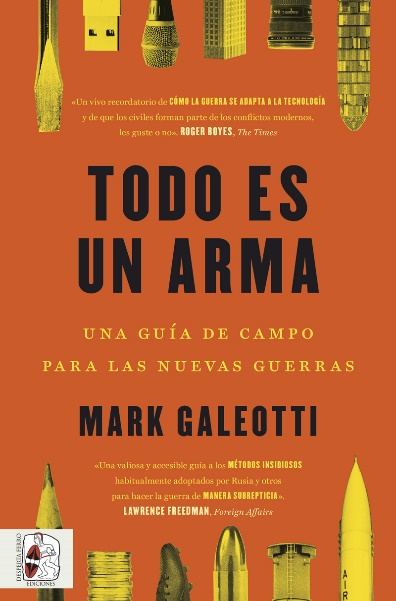 «Un vivo recordatorio de CÓMO LA GUERRA SE ADAPTA A LA TECNOLOGÍA
y de que los civiles forman parte de los conflictos modernos,
les guste o no». ROGER BOYES, The Times
TODO ES
UN ARMA
UNA GUÍA DE CAMPO
PARA LAS NUEVAS GUERRAS
MARK GALEOTTI
«Una valiosa y accesible guía a los MÉTODOS INSIDIOSOS
habitualmente adoptados por Rusia y otros
para hacer la guerra de MANERA SUBREPTICIA».
LAWRENCE FREEDMAN, Foreign Affairs
DESPERTA FERRO
EDICIONES
AIR